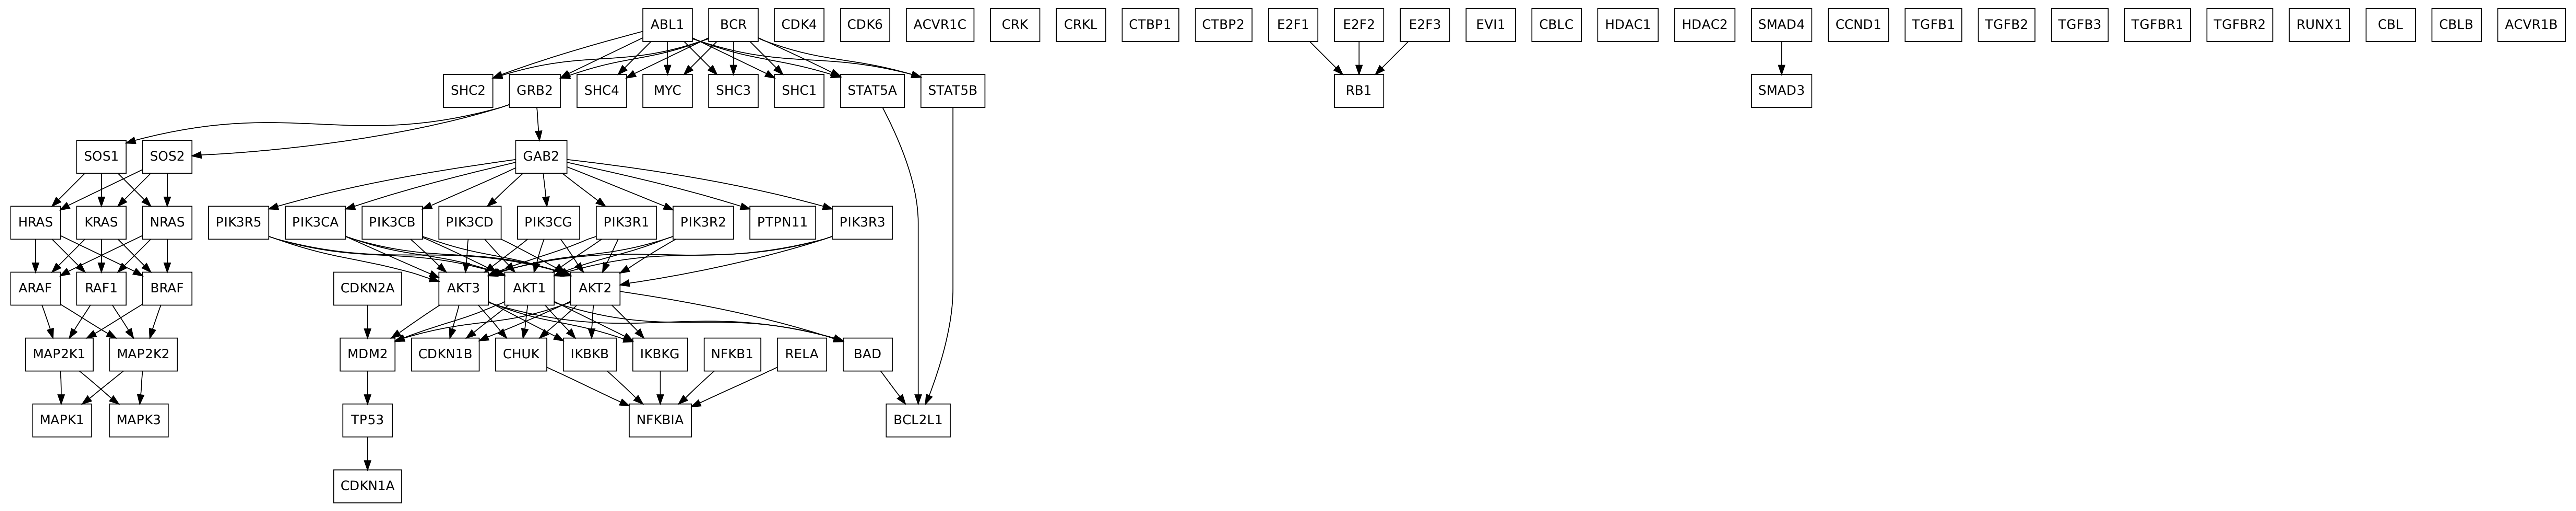 ABL1 BCR CDK4 CDK6 ACVR1C CRK CRKL CTBP1 CTBP2 E2F1 E2F2 E2F3 EVI1 CBLC HDAC1 HDAC2 SMAD4 CCND1 TGFB1 TGFB2 TGFB3 TGFBR1 TGFBR2 RUNX1 CBL CBLB ACVR1B
SHC2 GRB2 SHC4 MYC SHC3 SHC1 STAT5A STAT5B RB1 SMAD3
SOS1 SOS2 GAB2
HRAS KRAS NRAS PIK3R5 PIK3CA PIK3CB PIK3CD PIK3CG PIK3R1 PIK3R2 PTPN11 PIK3R3
ARAF RAF1 BRAF CDKN2A AKT3 AKT1 AKT2
MAP2K1 MAP2K2 MDM2 CDKN1B CHUK IKBKB IKBKG NFKB1 RELA BAD
MAPK1 MAPK3 TP53 NFKBIA BCL2L1
CDKN1A